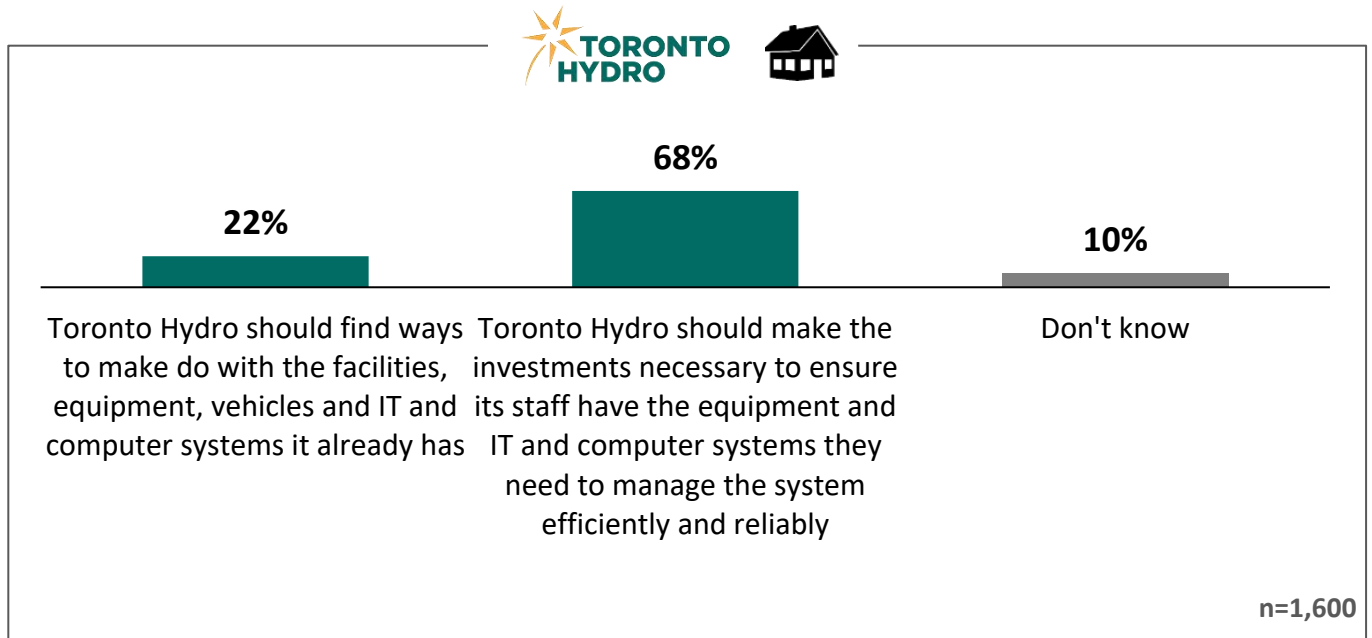 TORONTO
HYDRO
22%
68%
10%
Toronto Hydro should find ways
to make do with the facilities,
equipment, vehicles and IT and
computer systems it already has
Toronto Hydro should make the
investments necessary to ensure
its staff have the equipment and
IT and computer systems they
need to manage the system
efficiently and reliably
Don't know
n=1,600